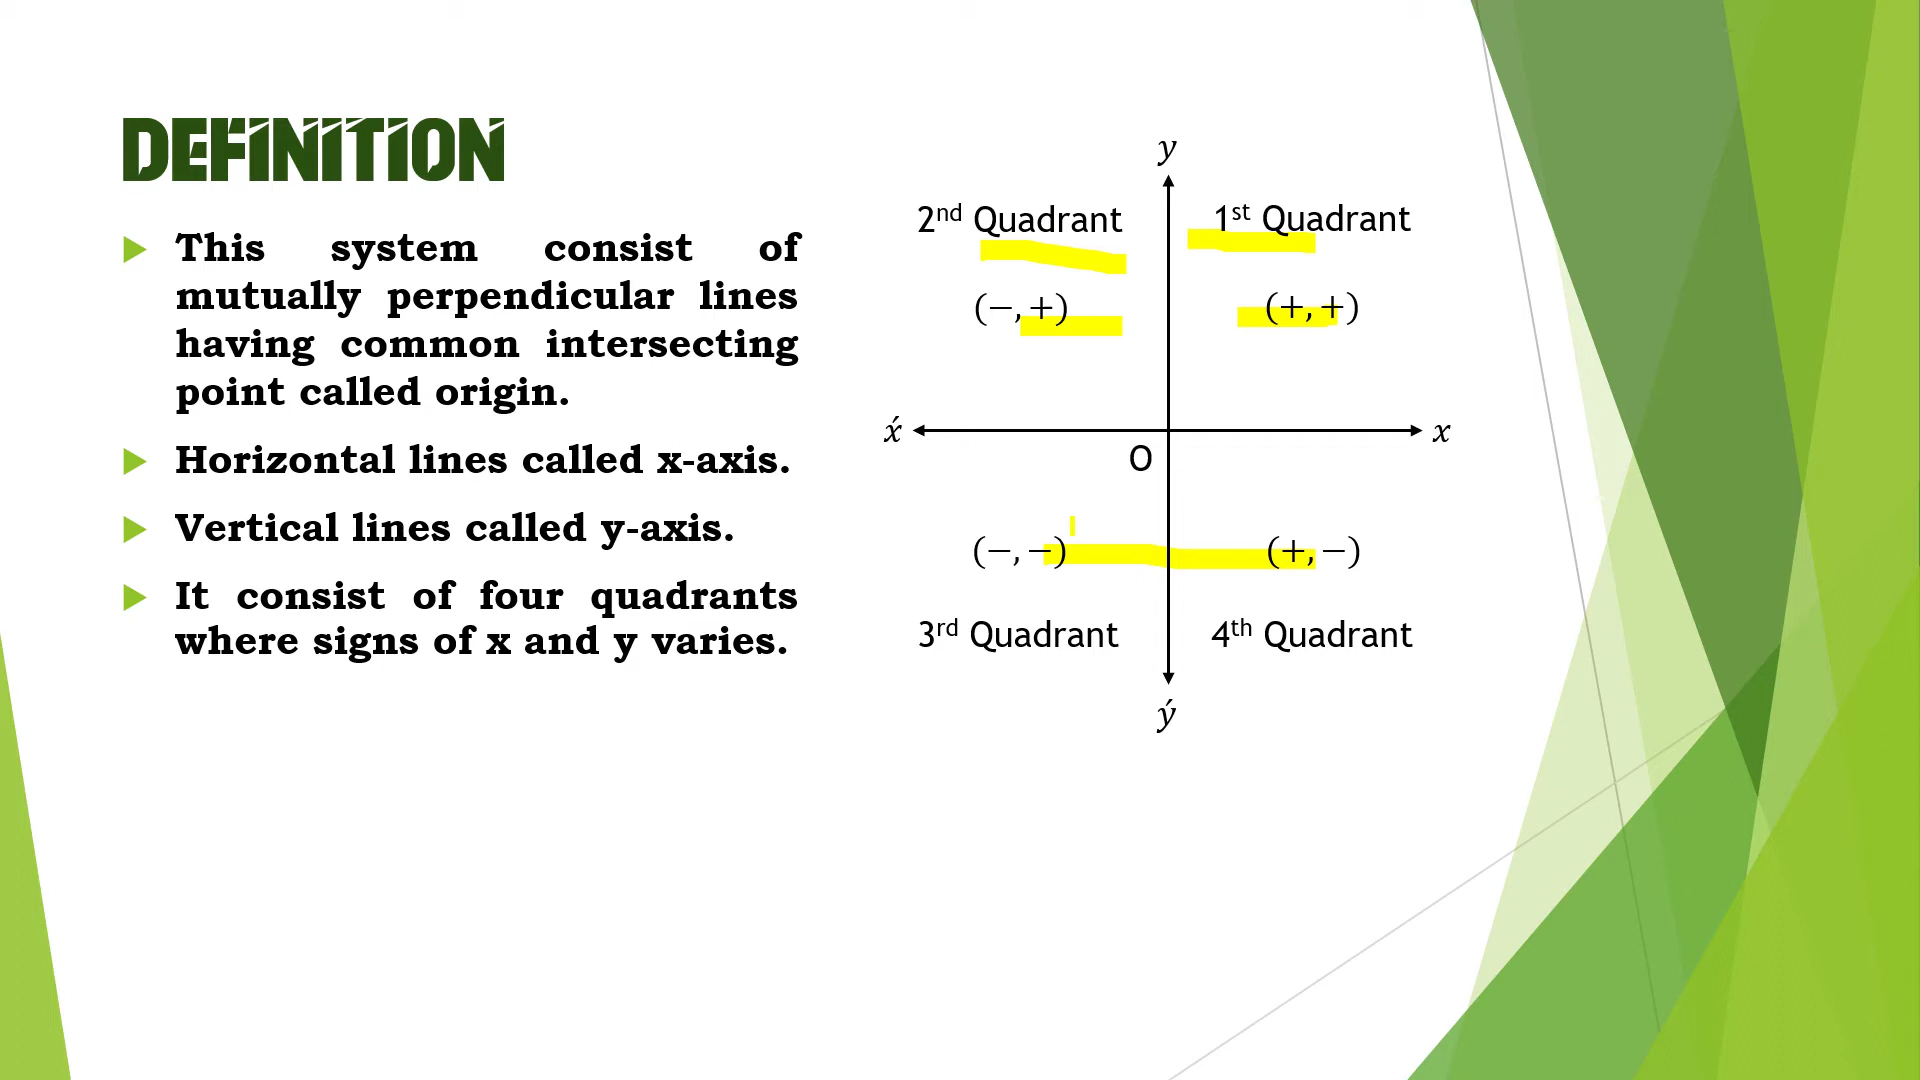 DEFINITION
This system consist of
mutually perpendicular lines
having common intersecting
point called origin.
Horizontal lines called x-axis.
Vertical lines called y-axis.
It consist of four quadrants
where signs of x and y varies.
y
2nd Quadrant
1st Quadrant
(−, +)
(+, +)
x́
x
O
(−, −)
(+, −)
3rd Quadrant
4th Quadrant
ý